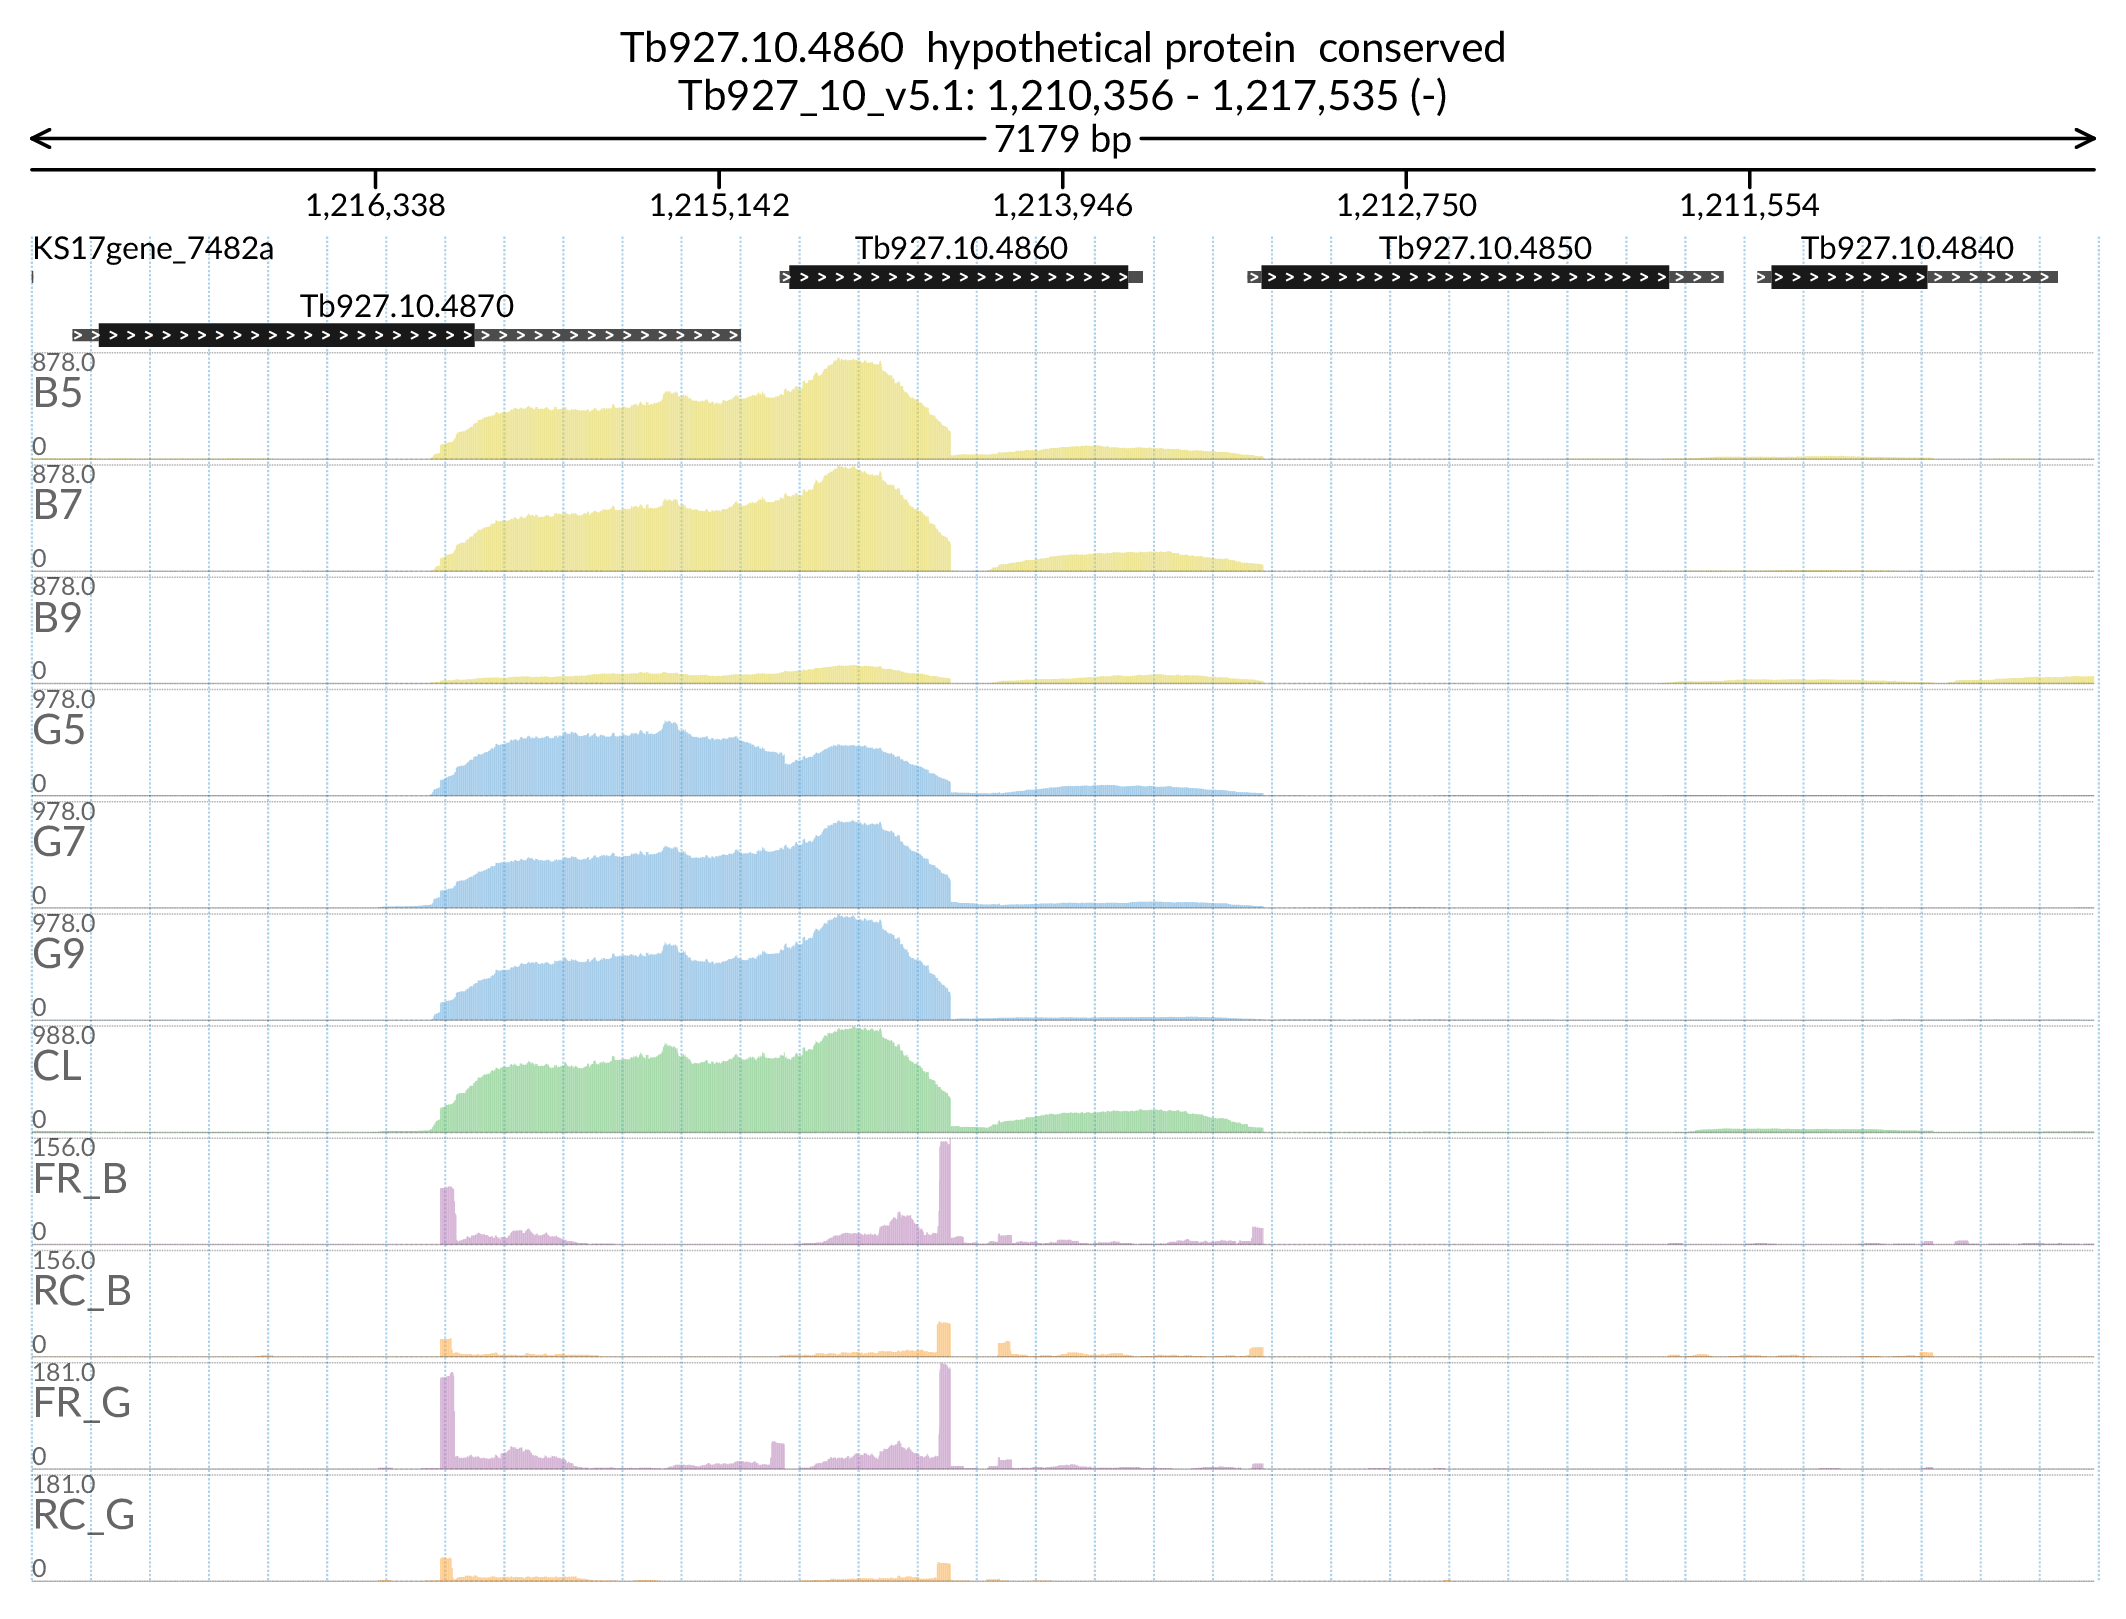 Tb927.10.4860 hypothetical protein conserved
Tb927_10_v5.1: 1,210,356 - 1,217,535 (-)
7179 bp
1,216,338 1,215,142 1,213,946 1,212,750 1,211,554
KS17gene_7482a Tb927.10.4860 Tb927.10.4850 Tb927.10.4840
Tb927.10.4870
878.0
B5
0
878.0
B7
0
878.0
B9
0
978.0
G5
0
978.0
G7
0
978.0
G9
0
988.0
CL
0
156.0
FR_B
0
156.0
RC_B
0
181.0
FR_G
0
181.0
RC_G
0